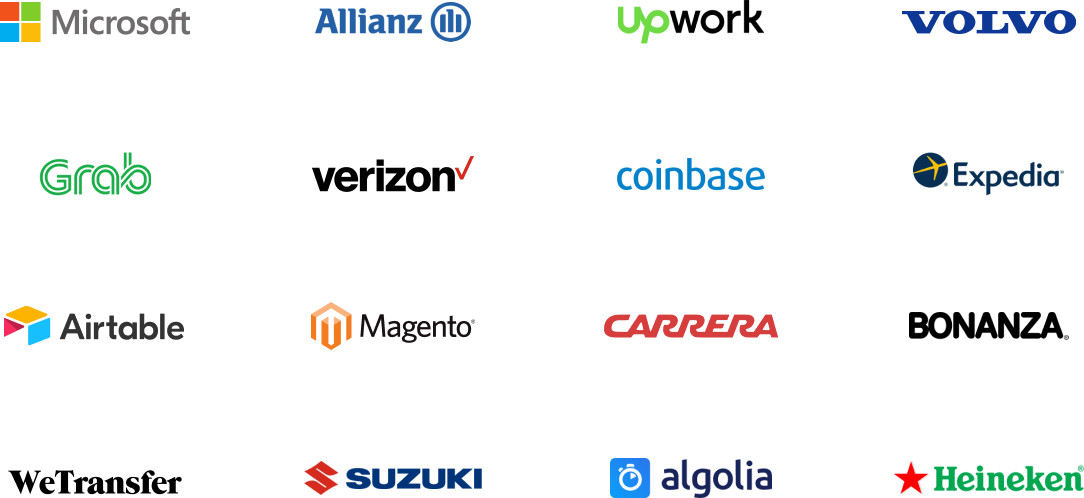 Microsoft
Allianz
upwork
VOLVO
Grab
verizon
coinbase
Expedia®
Airtable
Magento®
CARRERA
BONANZA®
WeTransfer
SUZUKI
algolia
Heineken®